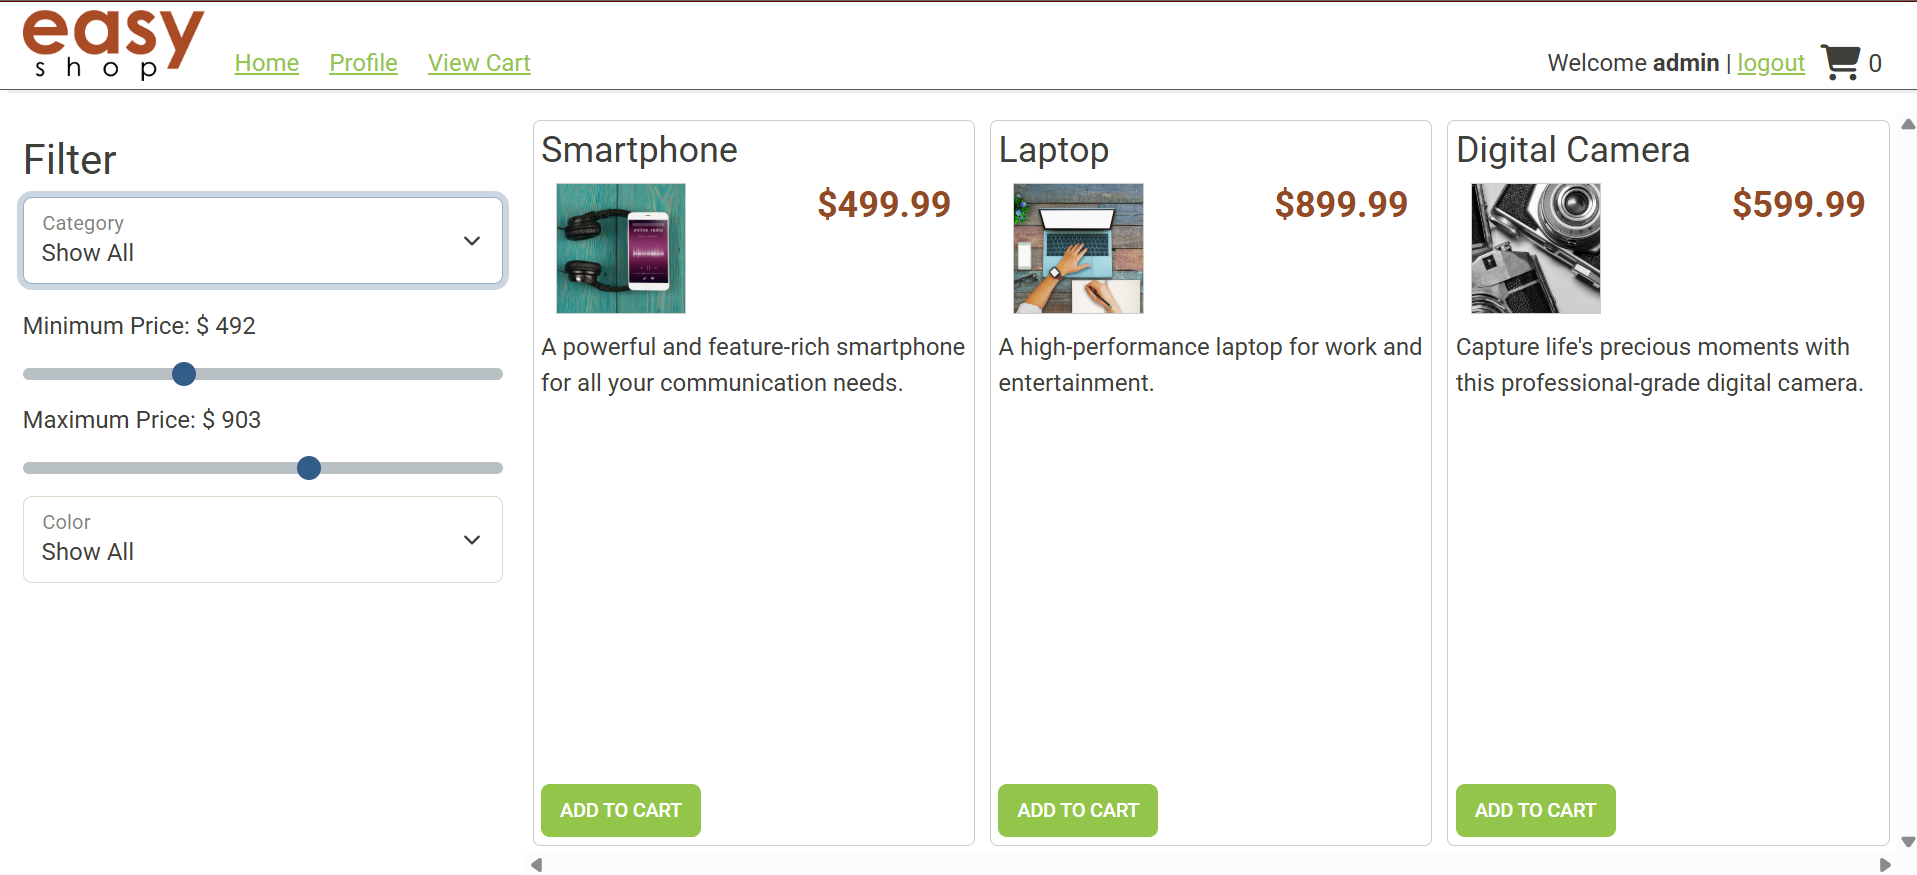 easy
shop
Home Profile View Cart
Welcome admin | logout 0
Filter
Category
Show All
Minimum Price: $ 492
Maximum Price: $ 903
Color
Show All
Smartphone
$499.99
online radio
A powerful and feature-rich smartphone
for all your communication needs.
ADD TO CART
Laptop
$899.99
A high-performance laptop for work and
entertainment.
ADD TO CART
Digital Camera
$599.99
Capture life's precious moments with
this professional-grade digital camera.
ADD TO CART